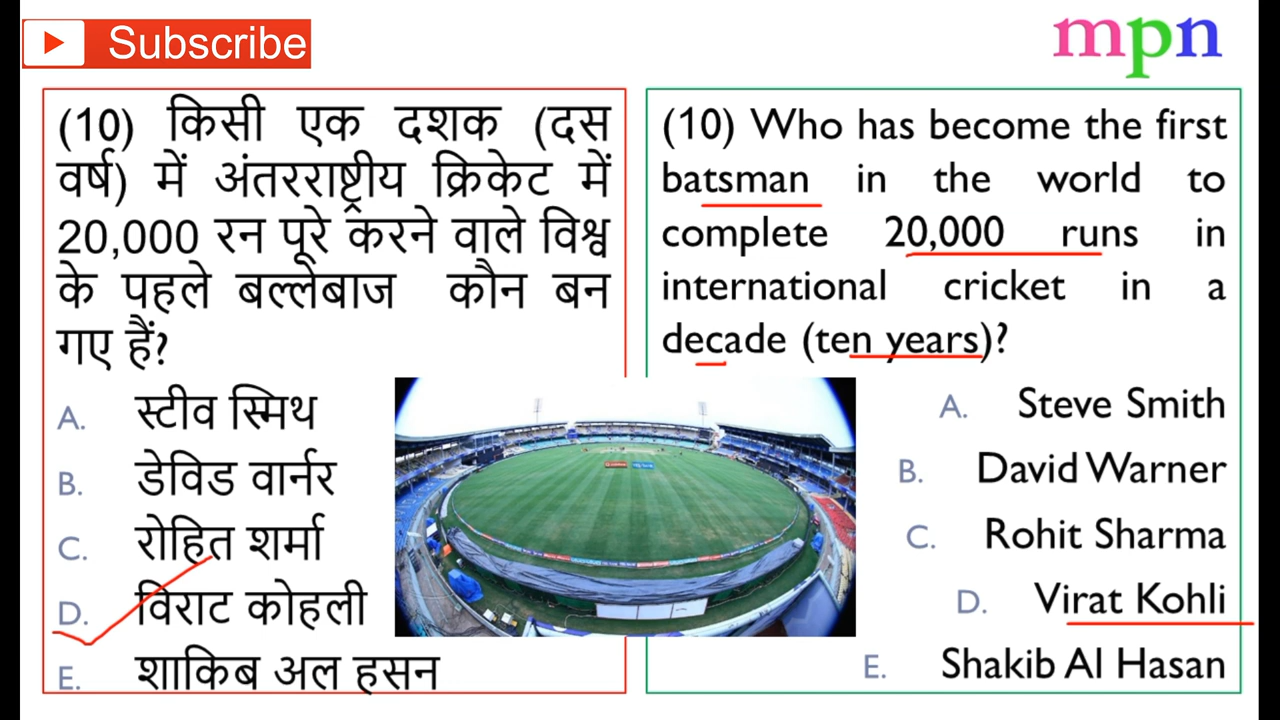 Subscribe
mpn
(10) किसी एक दशक (दस
वर्ष) में अंतरराष्ट्रीय क्रिकेट में
20,000 रन पूरे करने वाले विश्व
के पहले बल्लेबाज कौन बन
गए हैं?
A. स्टीव स्मिथ
B. डेविड वार्नर
C. रोहित शर्मा
D. विराट कोहली
E. शाकिब अल हसन
(10) Who has become the first
batsman in the world to
complete 20,000 runs in
international cricket in a
decade (ten years)?
A. Steve Smith
B. David Warner
C. Rohit Sharma
D. Virat Kohli
E. Shakib Al Hasan